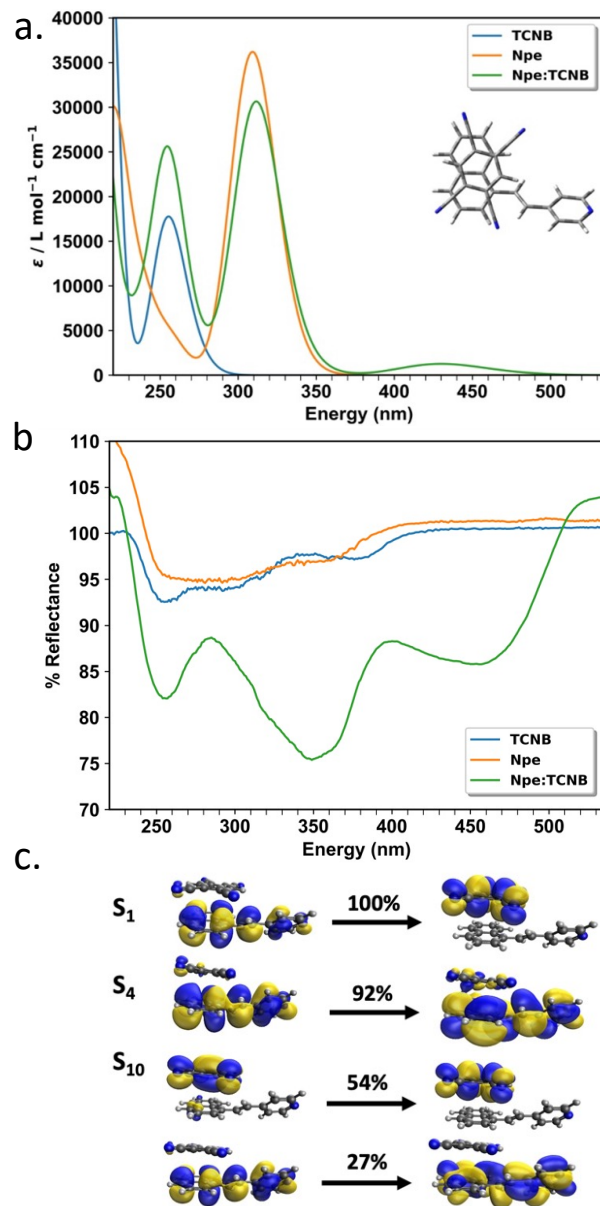 a.
40000
35000
30000
25000
20000
15000
10000
5000
0
ε / L mol⁻¹ cm⁻¹
TCNB
Npe
Npe:TCNB
250
300
350
400
450
500
Energy (nm)
b
110
105
100
95
90
85
80
75
70
% Reflectance
TCNB
Npe
Npe:TCNB
250
300
350
400
450
500
Energy (nm)
c.
S₁
100%
S₄
92%
S₁₀
54%
27%